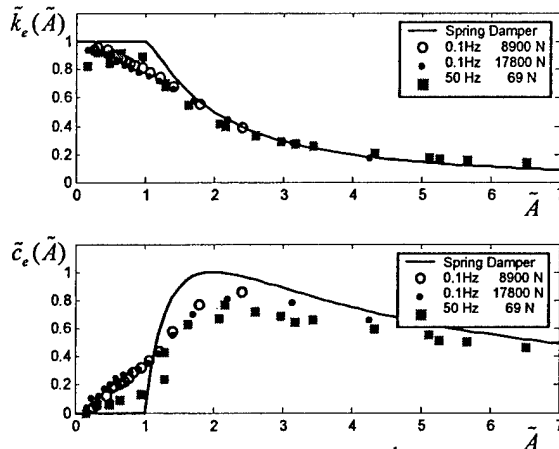 k̃ₑ(Ã)
1
0.8
0.6
0.4
0.2
0
0 1 2 3 4 5 6 7
Ã
Spring Damper
0.1Hz 8900 N
0.1Hz 17800 N
50 Hz 69 N
c̃ₑ(Ã)
1
0.8
0.6
0.4
0.2
0
0 1 2 3 4 5 6 7
Ã
Spring Damper
0.1Hz 8900 N
0.1Hz 17800 N
50 Hz 69 N